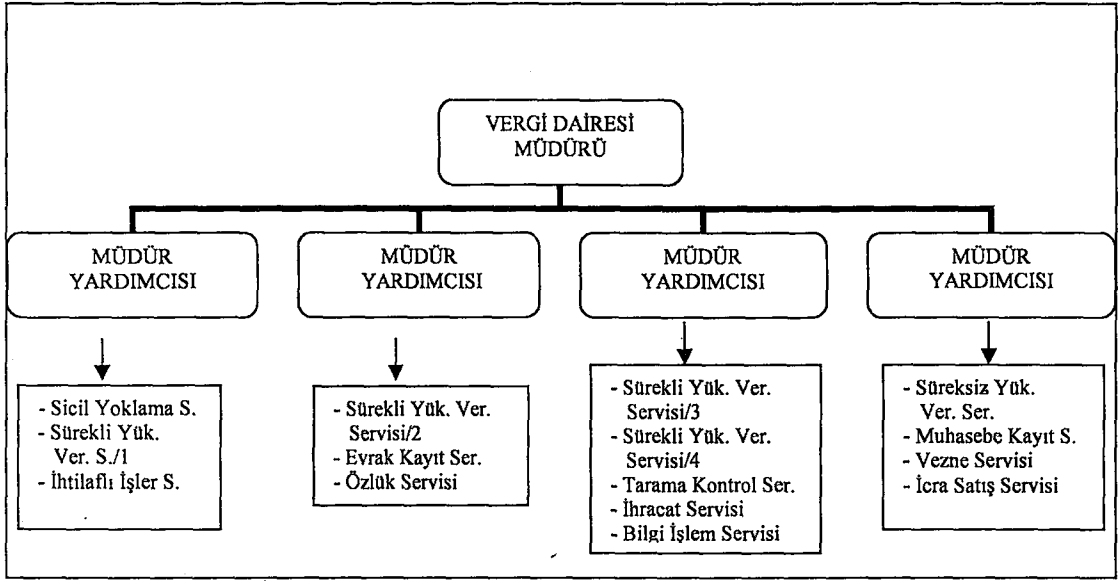 VERGİ DAİRESİ
MÜDÜRÜ
MÜDÜR
YARDIMCISI
MÜDÜR
YARDIMCISI
MÜDÜR
YARDIMCISI
MÜDÜR
YARDIMCISI
- Sicil Yoklama S.
- Sürekli Yük.
Ver. S./1
- İhtilaflı İşler S.
- Sürekli Yük. Ver.
Servisi/2
- Evrak Kayıt Ser.
- Özlük Servisi
- Sürekli Yük. Ver.
Servisi/3
- Sürekli Yük. Ver.
Servisi/4
- Tarama Kontrol Ser.
- İhracat Servisi
- Bilgi İşlem Servisi
- Süreksiz Yük.
Ver. Ser.
- Muhasebe Kayıt S.
- Vezne Servisi
- İcra Satış Servisi